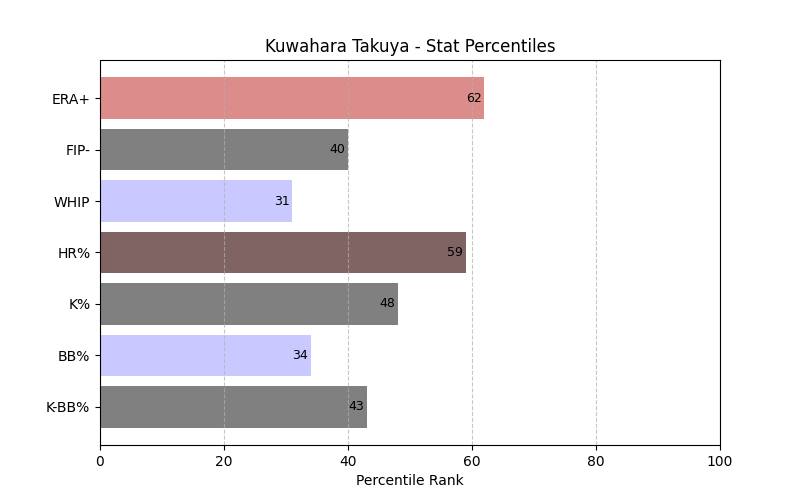 Kuwahara Takuya - Stat Percentiles
ERA+ 62
FIP- 40
WHIP 31
HR% 59
K% 48
BB% 34
K-BB% 43
0 20 40 60 80 100
Percentile Rank